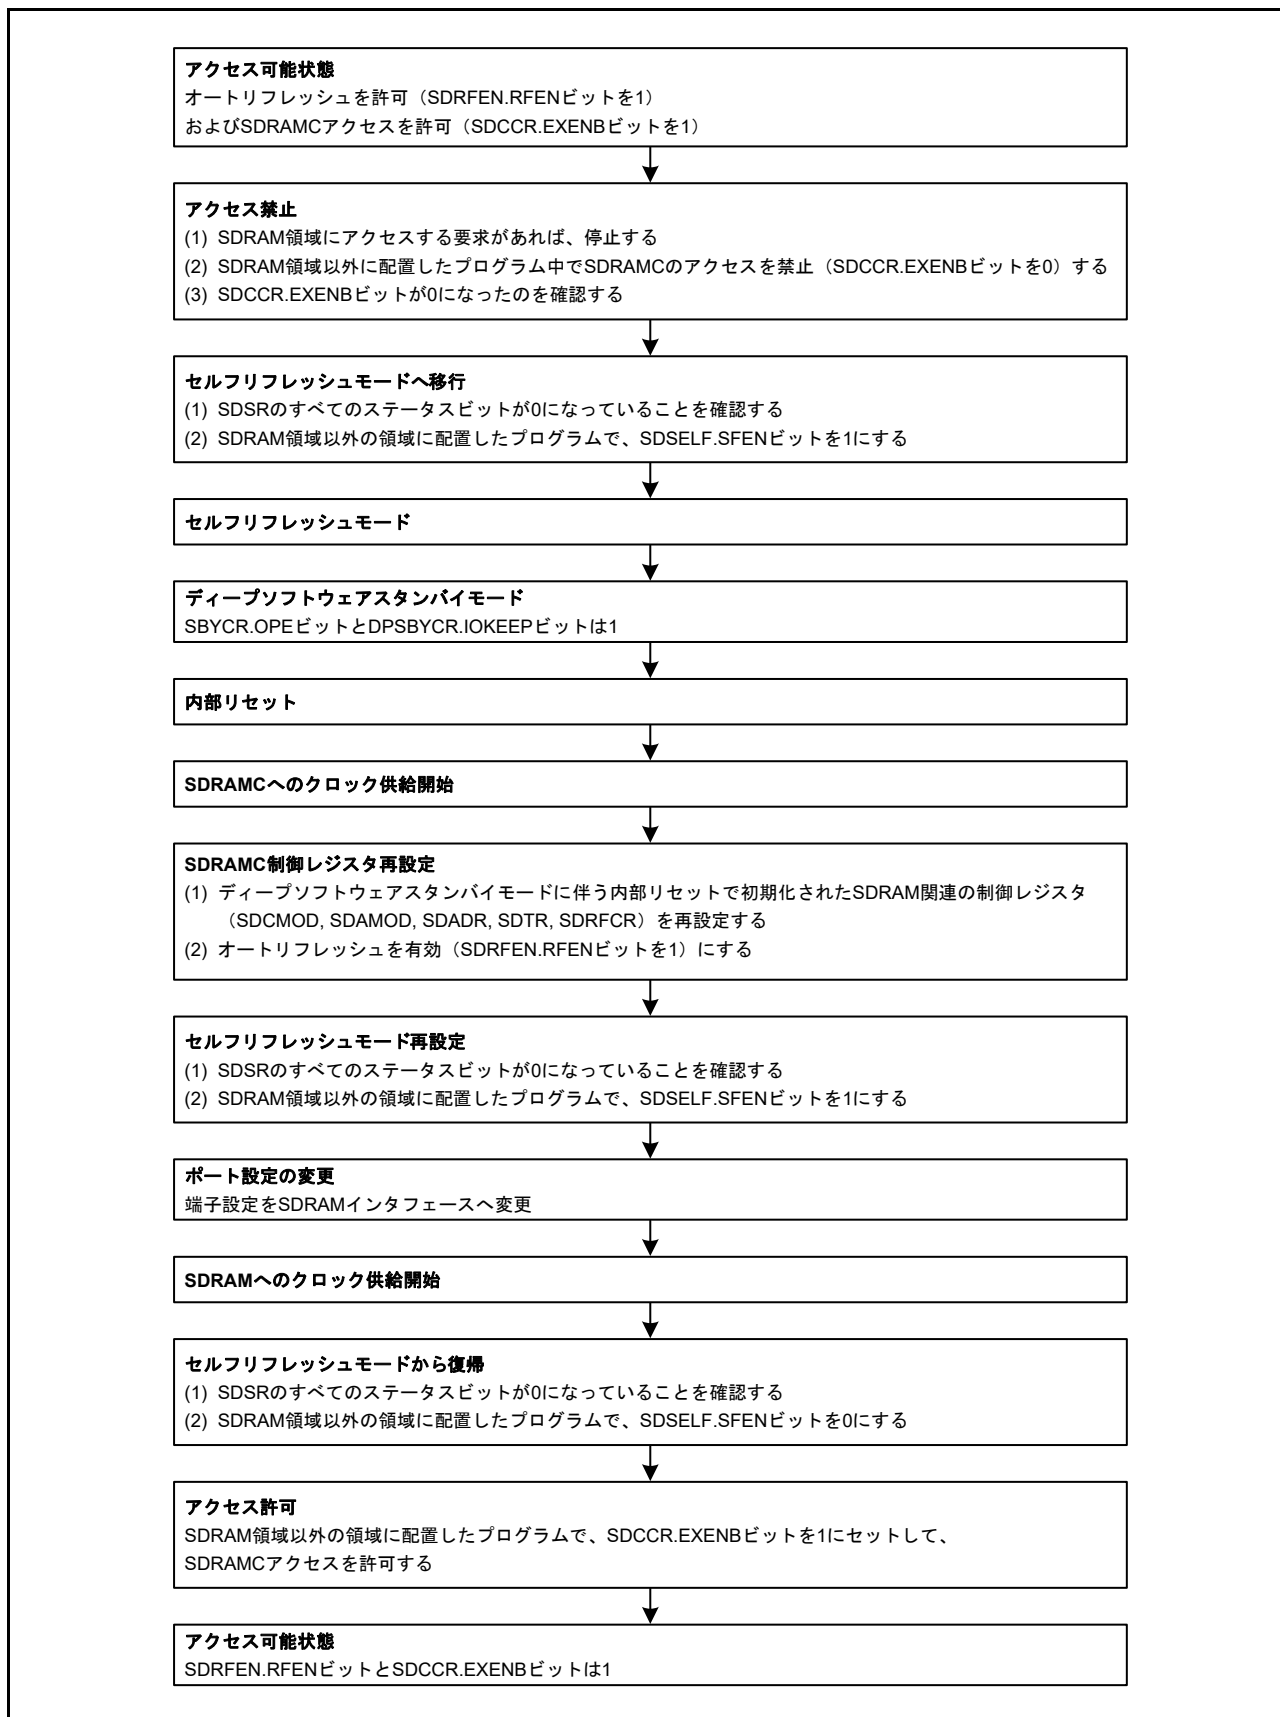 アクセス可能状態
オートリフレッシュを許可（SDRFEN.RFENビットを1）
およびSDRAMCアクセスを許可（SDCCR.EXENBビットを1）
アクセス禁止
(1) SDRAM領域にアクセスする要求があれば、停止する
(2) SDRAM領域以外に配置したプログラム中でSDRAMCのアクセスを禁止（SDCCR.EXENBビットを0）する
(3) SDCCR.EXENBビットが0になったのを確認する
セルフリフレッシュモードへ移行
(1) SDSRのすべてのステータスビットが0になっていることを確認する
(2) SDRAM領域以外の領域に配置したプログラムで、SDSELF.SFENビットを1にする
セルフリフレッシュモード
ディープソフトウェアスタンバイモード
SBYCR.OPEビットとDPSBYCR.IOKEEPビットは1
内部リセット
SDRAMCへのクロック供給開始
SDRAMC制御レジスタ再設定
(1) ディープソフトウェアスタンバイモードに伴う内部リセットで初期化されたSDRAM関連の制御レジスタ
（SDCMOD, SDAMOD, SDADR, SDTR, SDRFCR）を再設定する
(2) オートリフレッシュを有効（SDRFEN.RFENビットを1）にする
セルフリフレッシュモード再設定
(1) SDSRのすべてのステータスビットが0になっていることを確認する
(2) SDRAM領域以外の領域に配置したプログラムで、SDSELF.SFENビットを1にする
ポート設定の変更
端子設定をSDRAMインタフェースへ変更
SDRAMへのクロック供給開始
セルフリフレッシュモードから復帰
(1) SDSRのすべてのステータスビットが0になっていることを確認する
(2) SDRAM領域以外の領域に配置したプログラムで、SDSELF.SFENビットを0にする
アクセス許可
SDRAM領域以外の領域に配置したプログラムで、SDCCR.EXENBビットを1にセットして、
SDRAMCアクセスを許可する
アクセス可能状態
SDRFEN.RFENビットとSDCCR.EXENBビットは1